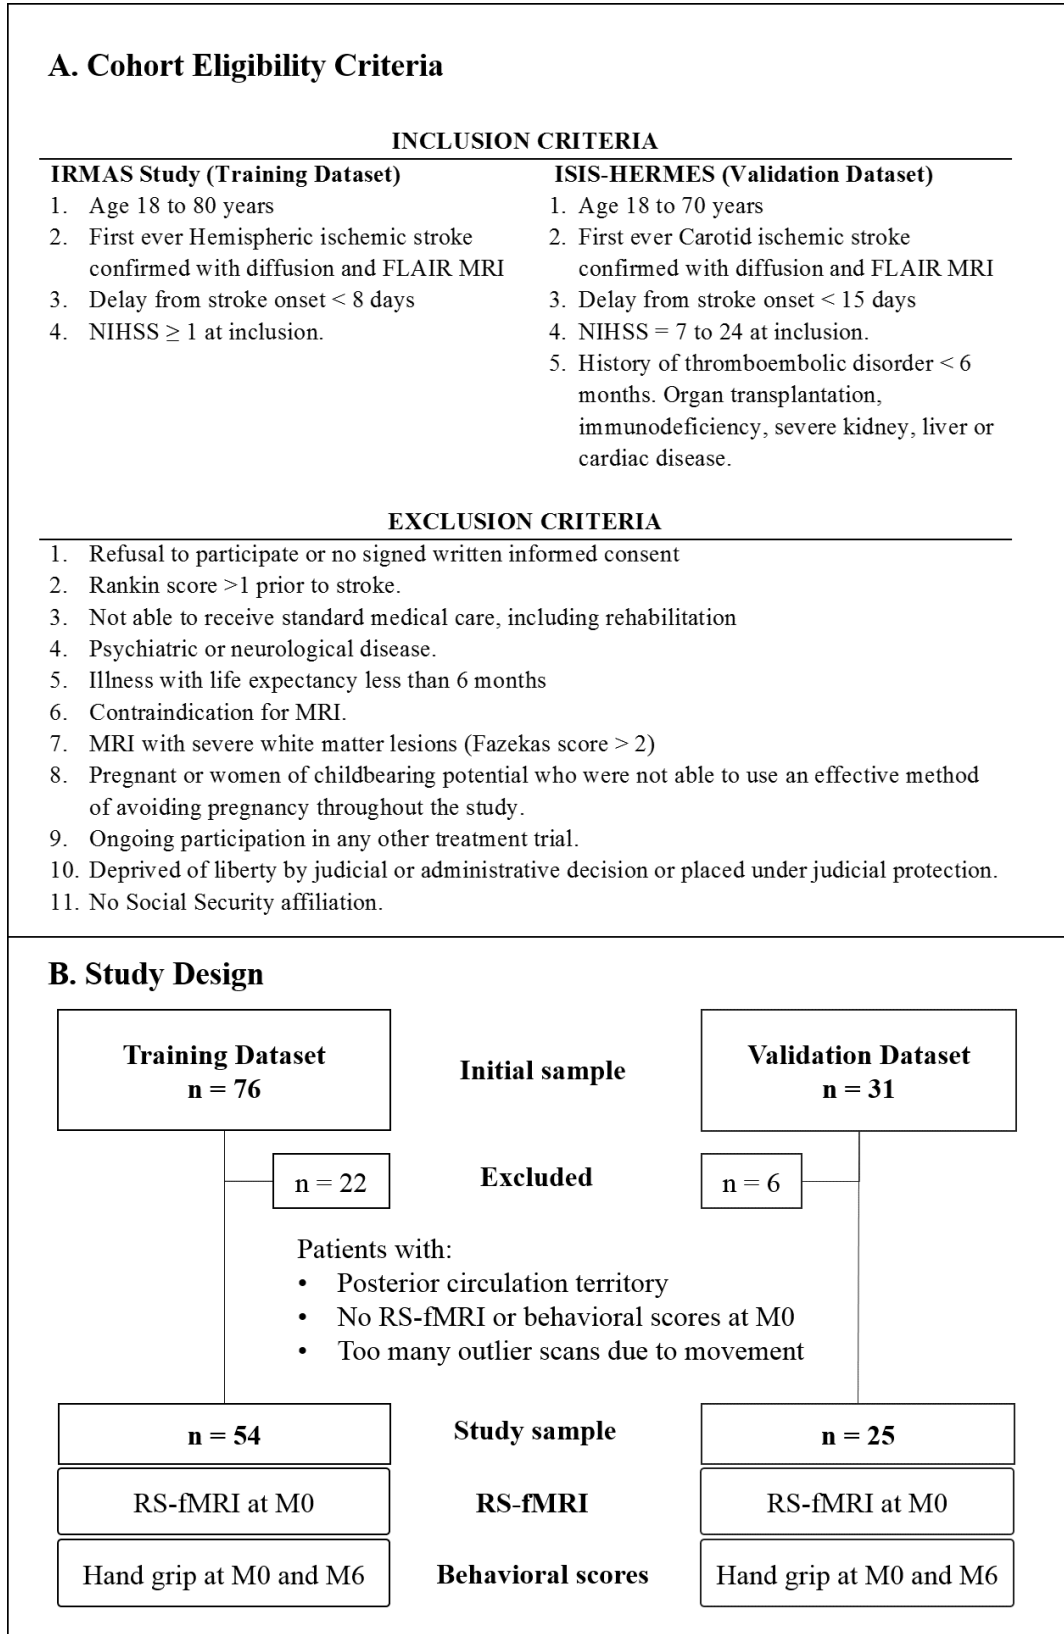 A. Cohort Eligibility Criteria
INCLUSION CRITERIA
IRMAS Study (Training Dataset)
1. Age 18 to 80 years
2. First ever Hemispheric ischemic stroke
confirmed with diffusion and FLAIR MRI
3. Delay from stroke onset < 8 days
4. NIHSS ≥ 1 at inclusion.
ISIS-HERMES (Validation Dataset)
1. Age 18 to 70 years
2. First ever Carotid ischemic stroke
confirmed with diffusion and FLAIR MRI
3. Delay from stroke onset < 15 days
4. NIHSS = 7 to 24 at inclusion.
5. History of thromboembolic disorder < 6
months. Organ transplantation,
immunodeficiency, severe kidney, liver or
cardiac disease.
EXCLUSION CRITERIA
1. Refusal to participate or no signed written informed consent
2. Rankin score >1 prior to stroke.
3. Not able to receive standard medical care, including rehabilitation
4. Psychiatric or neurological disease.
5. Illness with life expectancy less than 6 months
6. Contraindication for MRI.
7. MRI with severe white matter lesions (Fazekas score > 2)
8. Pregnant or women of childbearing potential who were not able to use an effective method
of avoiding pregnancy throughout the study.
9. Ongoing participation in any other treatment trial.
10. Deprived of liberty by judicial or administrative decision or placed under judicial protection.
11. No Social Security affiliation.
B. Study Design
Training Dataset
n = 76
Initial sample
Validation Dataset
n = 31
n = 22
Excluded
n = 6
Patients with:
• Posterior circulation territory
• No RS-fMRI or behavioral scores at M0
• Too many outlier scans due to movement
n = 54
Study sample
n = 25
RS-fMRI at M0
RS-fMRI
RS-fMRI at M0
Hand grip at M0 and M6
Behavioral scores
Hand grip at M0 and M6